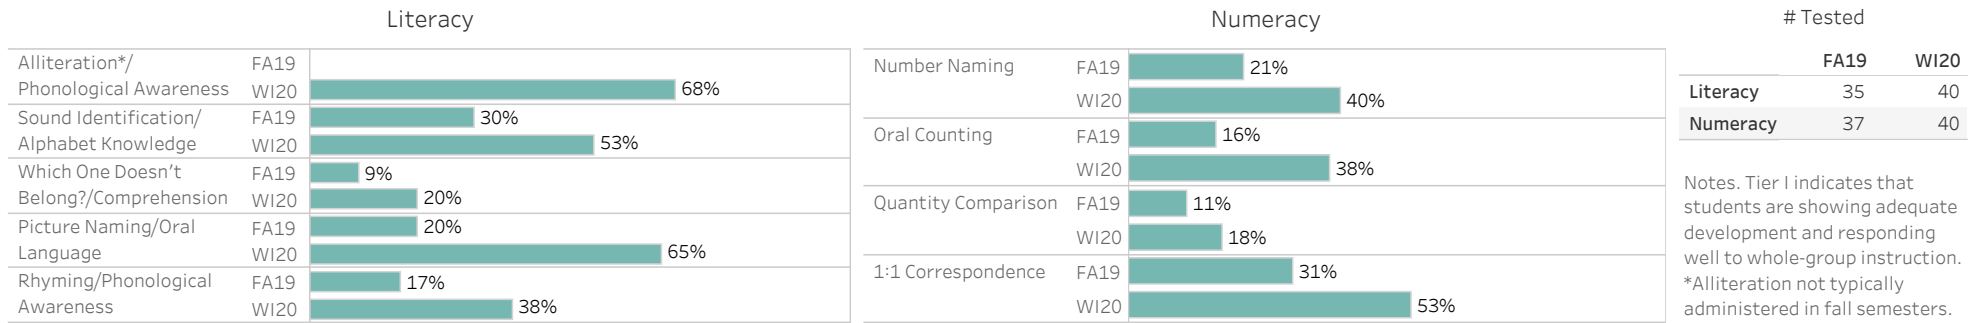 Literacy
Alliteration*/
Phonological Awareness
FA19
WI20
68%
Sound Identification/
Alphabet Knowledge
FA19
30%
WI20
53%
Which One Doesn't
Belong?/Comprehension
FA19
9%
WI20
20%
Picture Naming/Oral
Language
FA19
20%
WI20
65%
Rhyming/Phonological
Awareness
FA19
17%
WI20
38%
Numeracy
Number Naming
FA19
21%
WI20
40%
Oral Counting
FA19
16%
WI20
38%
Quantity Comparison
FA19
11%
WI20
18%
1:1 Correspondence
FA19
31%
WI20
53%
# Tested
FA19 WI20
Literacy 35 40
Numeracy 37 40
Notes. Tier I indicates that
students are showing adequate
development and responding
well to whole-group instruction.
*Alliteration not typically
administered in fall semesters.